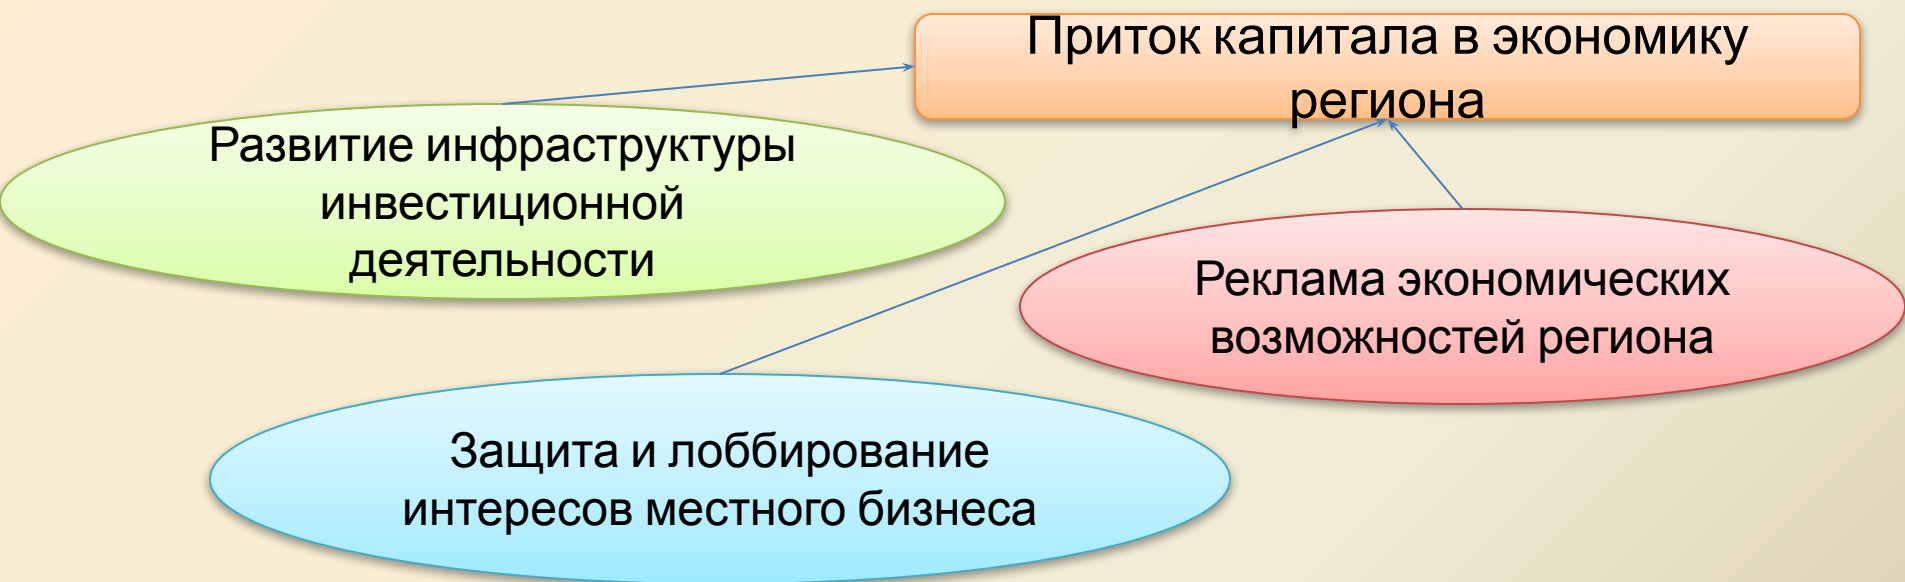 Приток капитала в экономику
региона
Развитие инфраструктуры
инвестиционной
деятельности
Реклама экономических
возможностей региона
Защита и лоббирование
интересов местного бизнеса